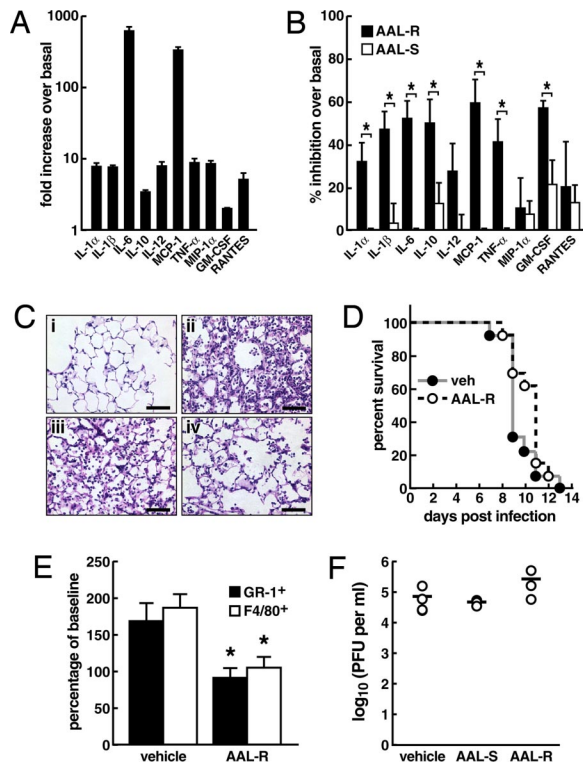 A
fold increase over basal
1000
100
10
1
IL-1α
IL-1β
IL-6
IL-10
IL-12
MCP-1
TNF-α
MIP-1α
GM-CSF
RANTES
B
AAL-R
AAL-S
% inhibition over basal
100
80
60
40
20
0
* * * * * * *
IL-1α
IL-1β
IL-6
IL-10
IL-12
MCP-1
TNF-α
MIP-1α
GM-CSF
RANTES
C
i
ii
iii
iv
D
percent survival
100
80
60
40
20
0
veh
AAL-R
0 2 4 6 8 10 12 14
days post infection
E
percentage of baseline
250
200
150
100
50
0
GR-1+
F4/80+
* *
vehicle AAL-R
F
log10 (PFU per ml)
6
5
4
3
2
1
0
vehicle AAL-S AAL-R